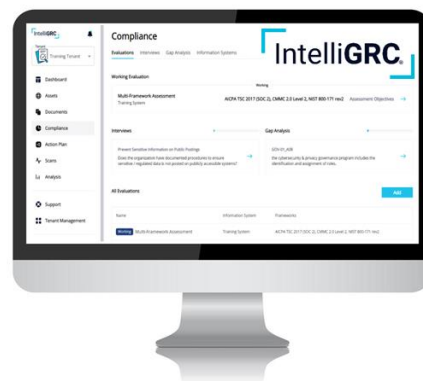 IntelliGRC
Tenant
Training Tenant
Dashboard
Assets
Documents
Compliance
Action Plan
Scans
Analysis
Support
Tenant Management
Compliance
Evaluations Interviews Gap Analysis Information Systems
IntelliGRC
Working Evaluation
Working
Multi-Framework Assessment
Training System
AICPA TSC 2017 (SOC 2), CMMC 2.0 Level 2, NIST 800-171 rev2
Assessment Objectives
Interviews
Gap Analysis
Prevent Sensitive Information on Public Postings
Does the organization have documented procedures to ensure
sensitive / regulated data is not posted on publicly accessible systems?
GOV-01_A08
the cybersecurity & privacy governance program includes the
identification and assignment of roles.
All Evaluations
Add
Name Information System Frameworks
Working Multi-Framework Assessment Training System AICPA TSC 2017 (SOC 2), CMMC 2.0 Level 2, NIST 800-171 rev2